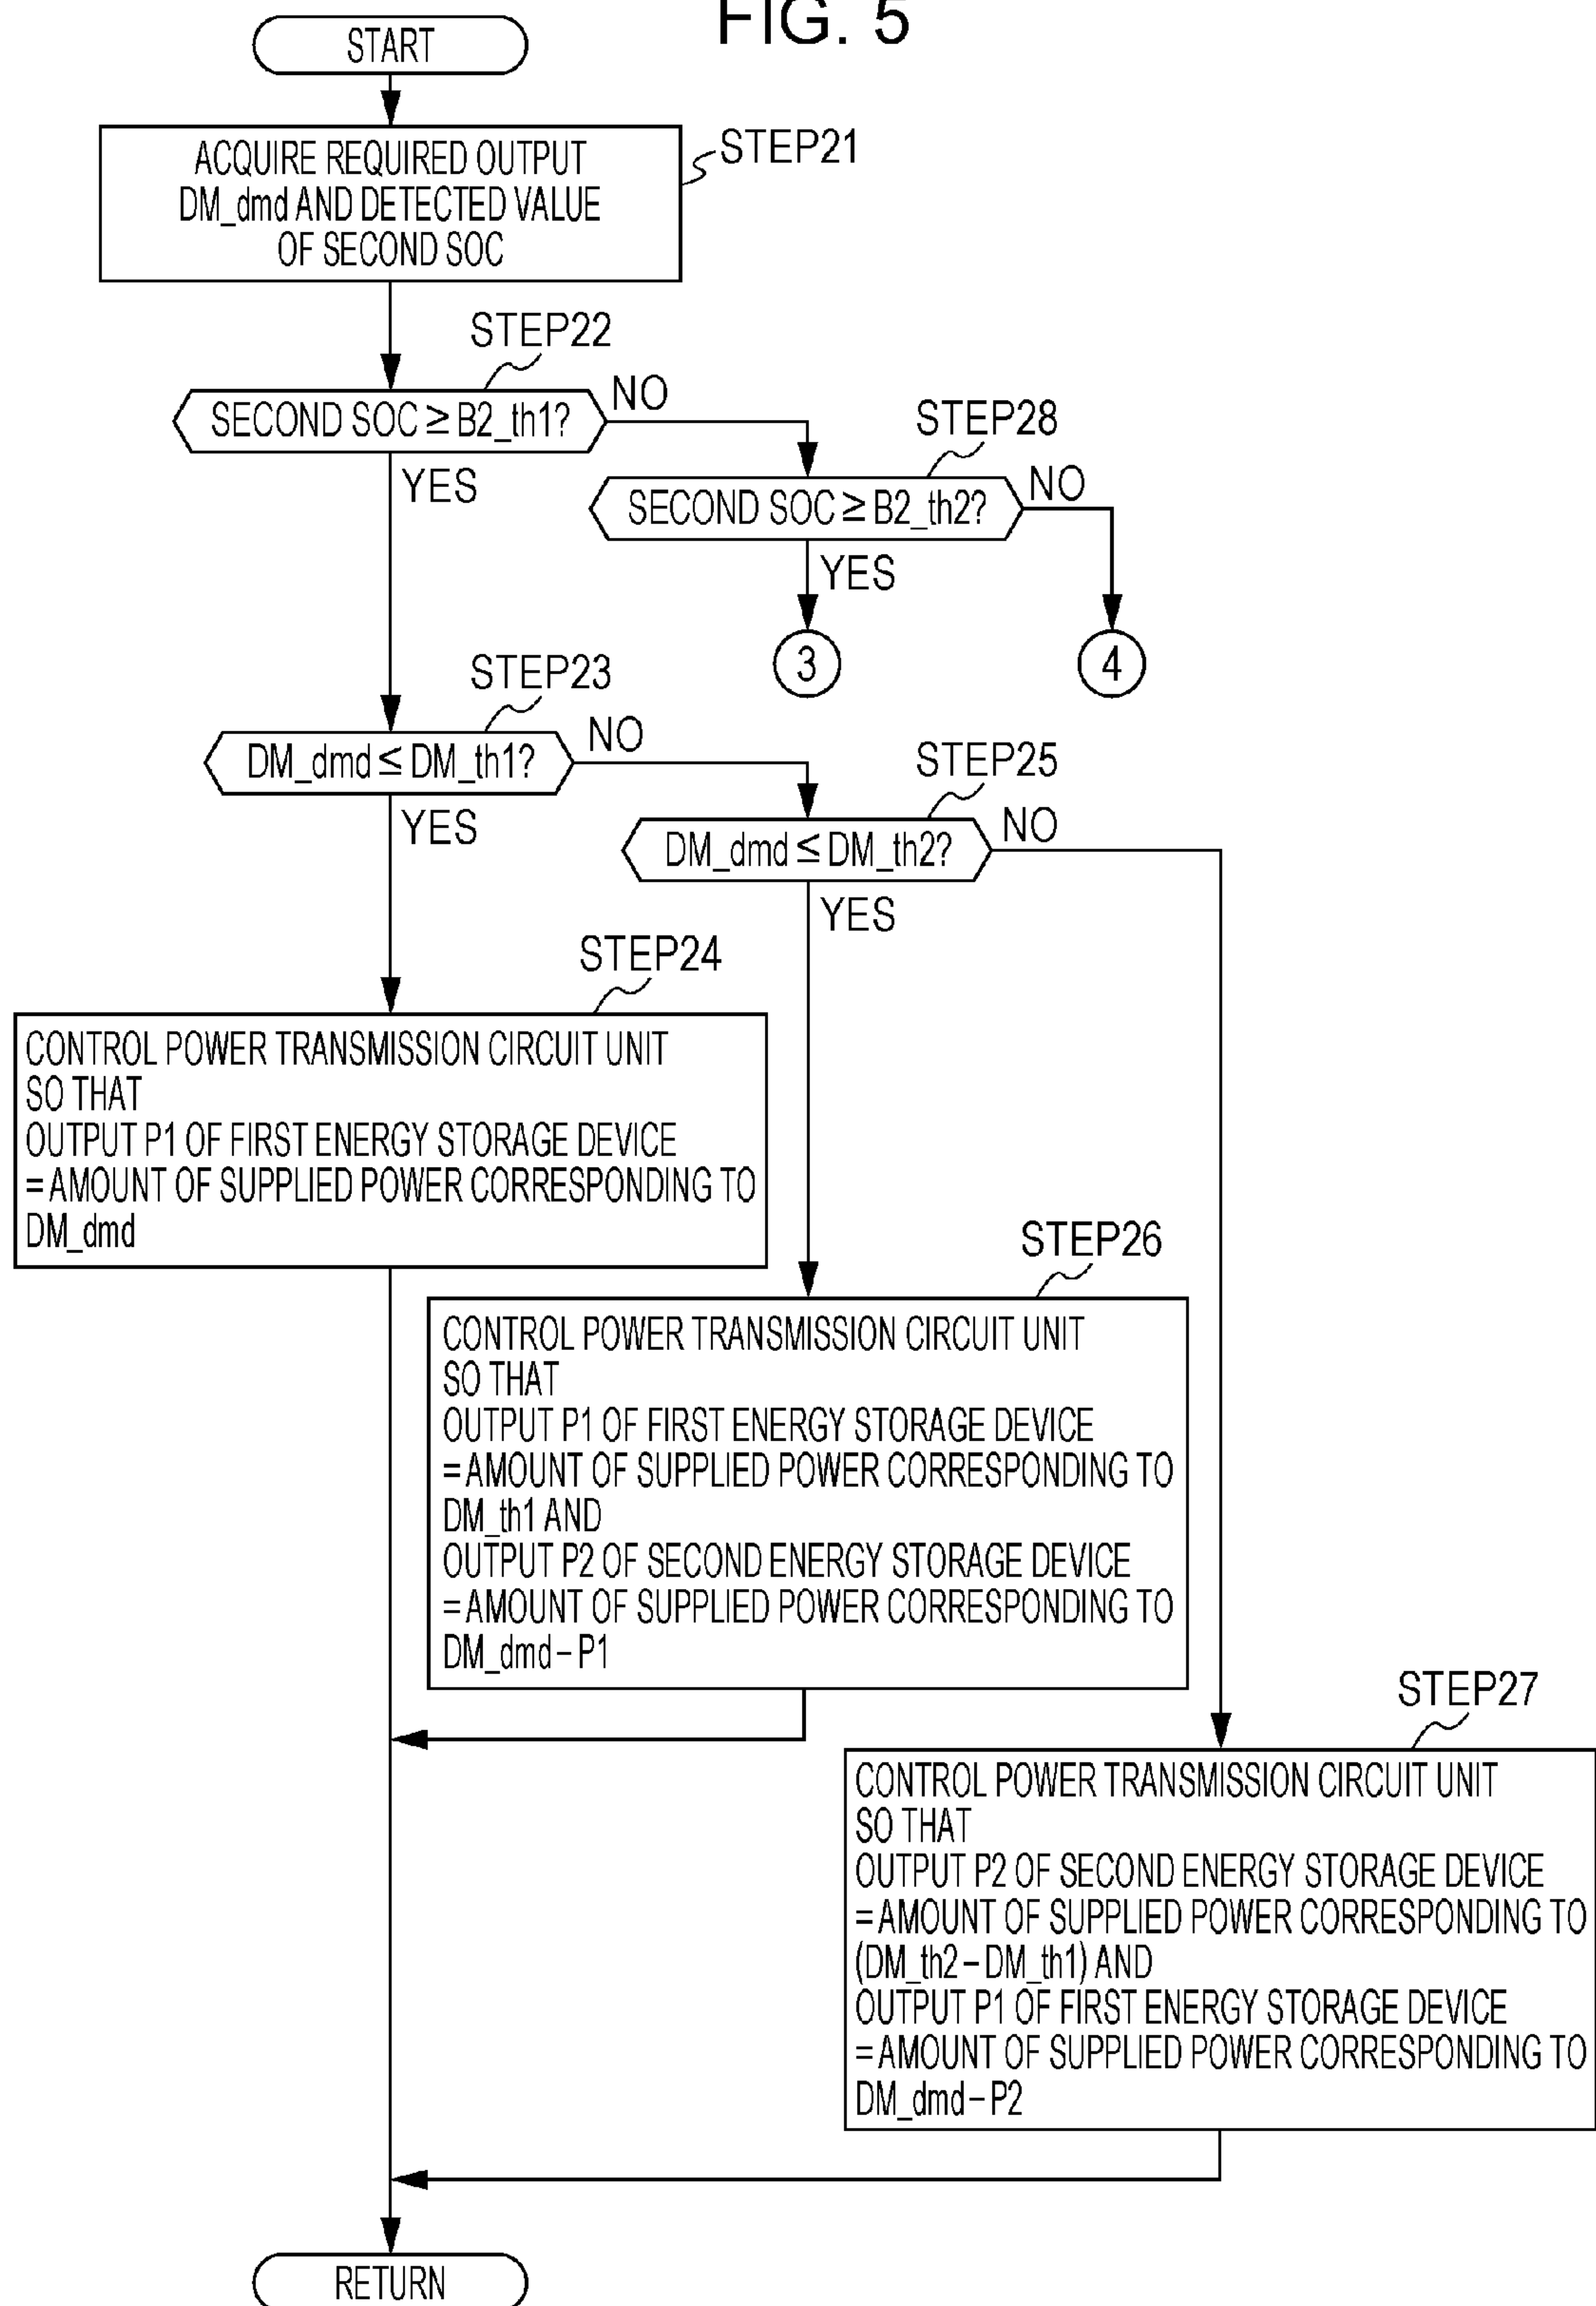 FIG. 5
START
ACQUIRE REQUIRED OUTPUT
DM_dmd AND DETECTED VALUE
OF SECOND SOC
STEP21
STEP22
SECOND SOC ≥ B2_th1?
NO
YES
STEP28
SECOND SOC ≥ B2_th2?
NO
YES
3
4
STEP23
DM_dmd ≤ DM_th1?
NO
YES
STEP25
DM_dmd ≤ DM_th2?
NO
YES
STEP24
CONTROL POWER TRANSMISSION CIRCUIT UNIT
SO THAT
OUTPUT P1 OF FIRST ENERGY STORAGE DEVICE
= AMOUNT OF SUPPLIED POWER CORRESPONDING TO
DM_dmd
STEP26
CONTROL POWER TRANSMISSION CIRCUIT UNIT
SO THAT
OUTPUT P1 OF FIRST ENERGY STORAGE DEVICE
= AMOUNT OF SUPPLIED POWER CORRESPONDING TO
DM_th1 AND
OUTPUT P2 OF SECOND ENERGY STORAGE DEVICE
= AMOUNT OF SUPPLIED POWER CORRESPONDING TO
DM_dmd – P1
STEP27
CONTROL POWER TRANSMISSION CIRCUIT UNIT
SO THAT
OUTPUT P2 OF SECOND ENERGY STORAGE DEVICE
= AMOUNT OF SUPPLIED POWER CORRESPONDING TO
(DM_th2 – DM_th1) AND
OUTPUT P1 OF FIRST ENERGY STORAGE DEVICE
= AMOUNT OF SUPPLIED POWER CORRESPONDING TO
DM_dmd – P2
RETURN